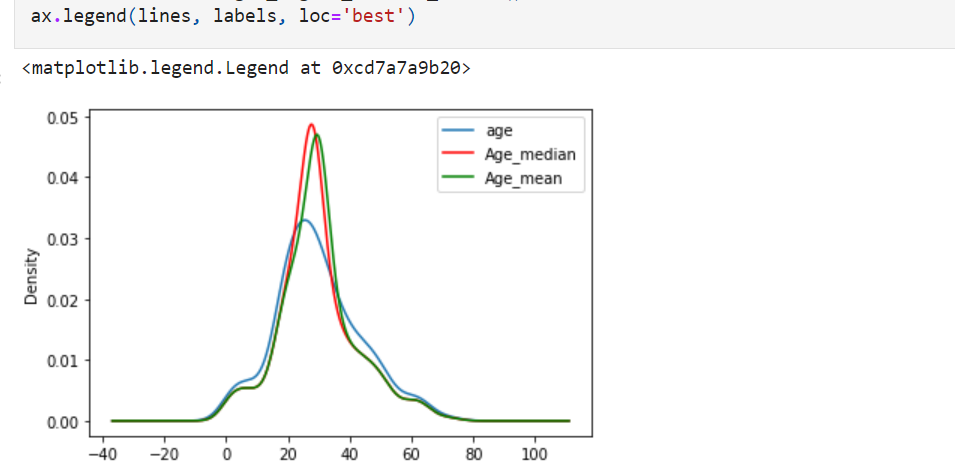 ax.legend(lines, labels, loc='best')
<matplotlib.legend.Legend at 0xcd7a7a9b20>
0.05
0.04
0.03
0.02
0.01
0.00
Density
age
Age_median
Age_mean
−40 −20 0 20 40 60 80 100